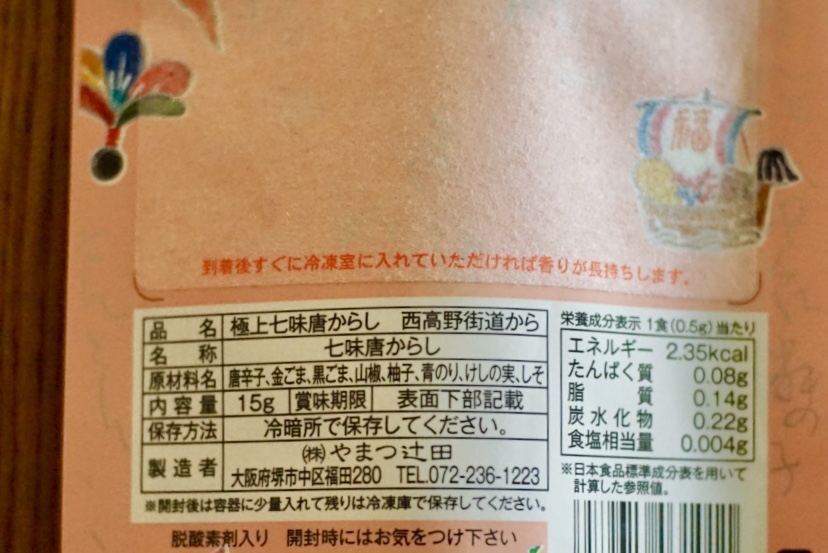 福
到着後すぐに冷凍室に入れていただければ香りが長持ちします。
品名 極上七味唐からし 西高野街道から
名称 七味唐からし
原材料名 唐辛子、金ごま、黒ごま、山椒、柚子、青のり、けしの実、しそ
内容量 15g 賞味期限 表面下部記載
保存方法 冷暗所で保存してください。
製造者 ㈱やまつ辻田
大阪府堺市中区福田280 TEL.072-236-1223
※開封後は容器に少量入れて残りは冷凍庫で保存してください。
脱酸素剤入り 開封時にはお気をつけ下さい
栄養成分表示 1食(0.5g)当たり
エネルギー 2.35kcal
たんぱく質 0.08g
脂質 0.14g
炭水化物 0.22g
食塩相当量 0.004g
※日本食品標準成分表を用いて
計算した参照値。